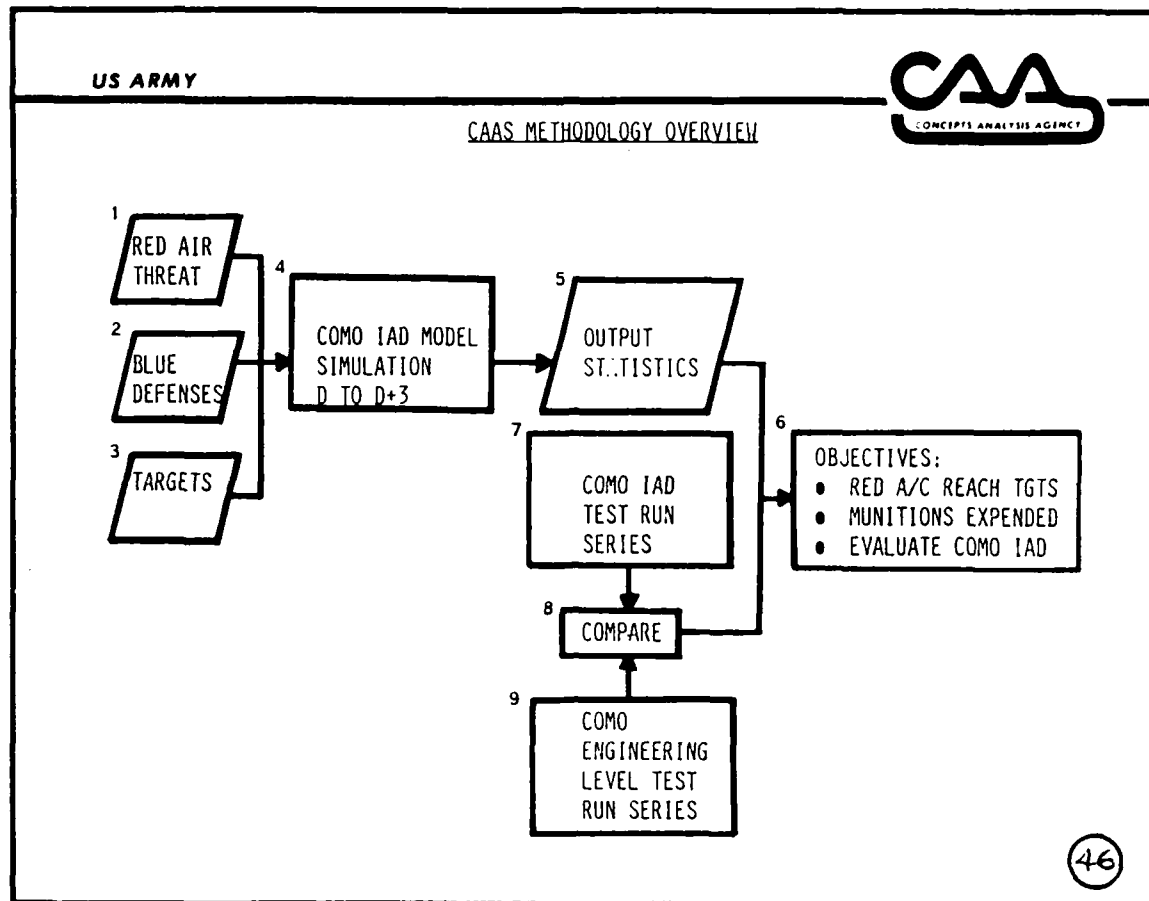 US ARMY
CAA
CONCEPTS ANALYSIS AGENCY
CAAS METHODOLOGY OVERVIEW
1
RED AIR
THREAT
2
BLUE
DEFENSES
3
TARGETS
4
COMO IAD MODEL
SIMULATION
D TO D+3
5
OUTPUT
6
OBJECTIVES:
• RED A/C REACH TGTS
• MUNITIONS EXPENDED
• EVALUATE COMO IAD
7
COMO IAD
TEST RUN
SERIES
8
COMPARE
9
COMO
ENGINEERING
LEVEL TEST
RUN SERIES
46